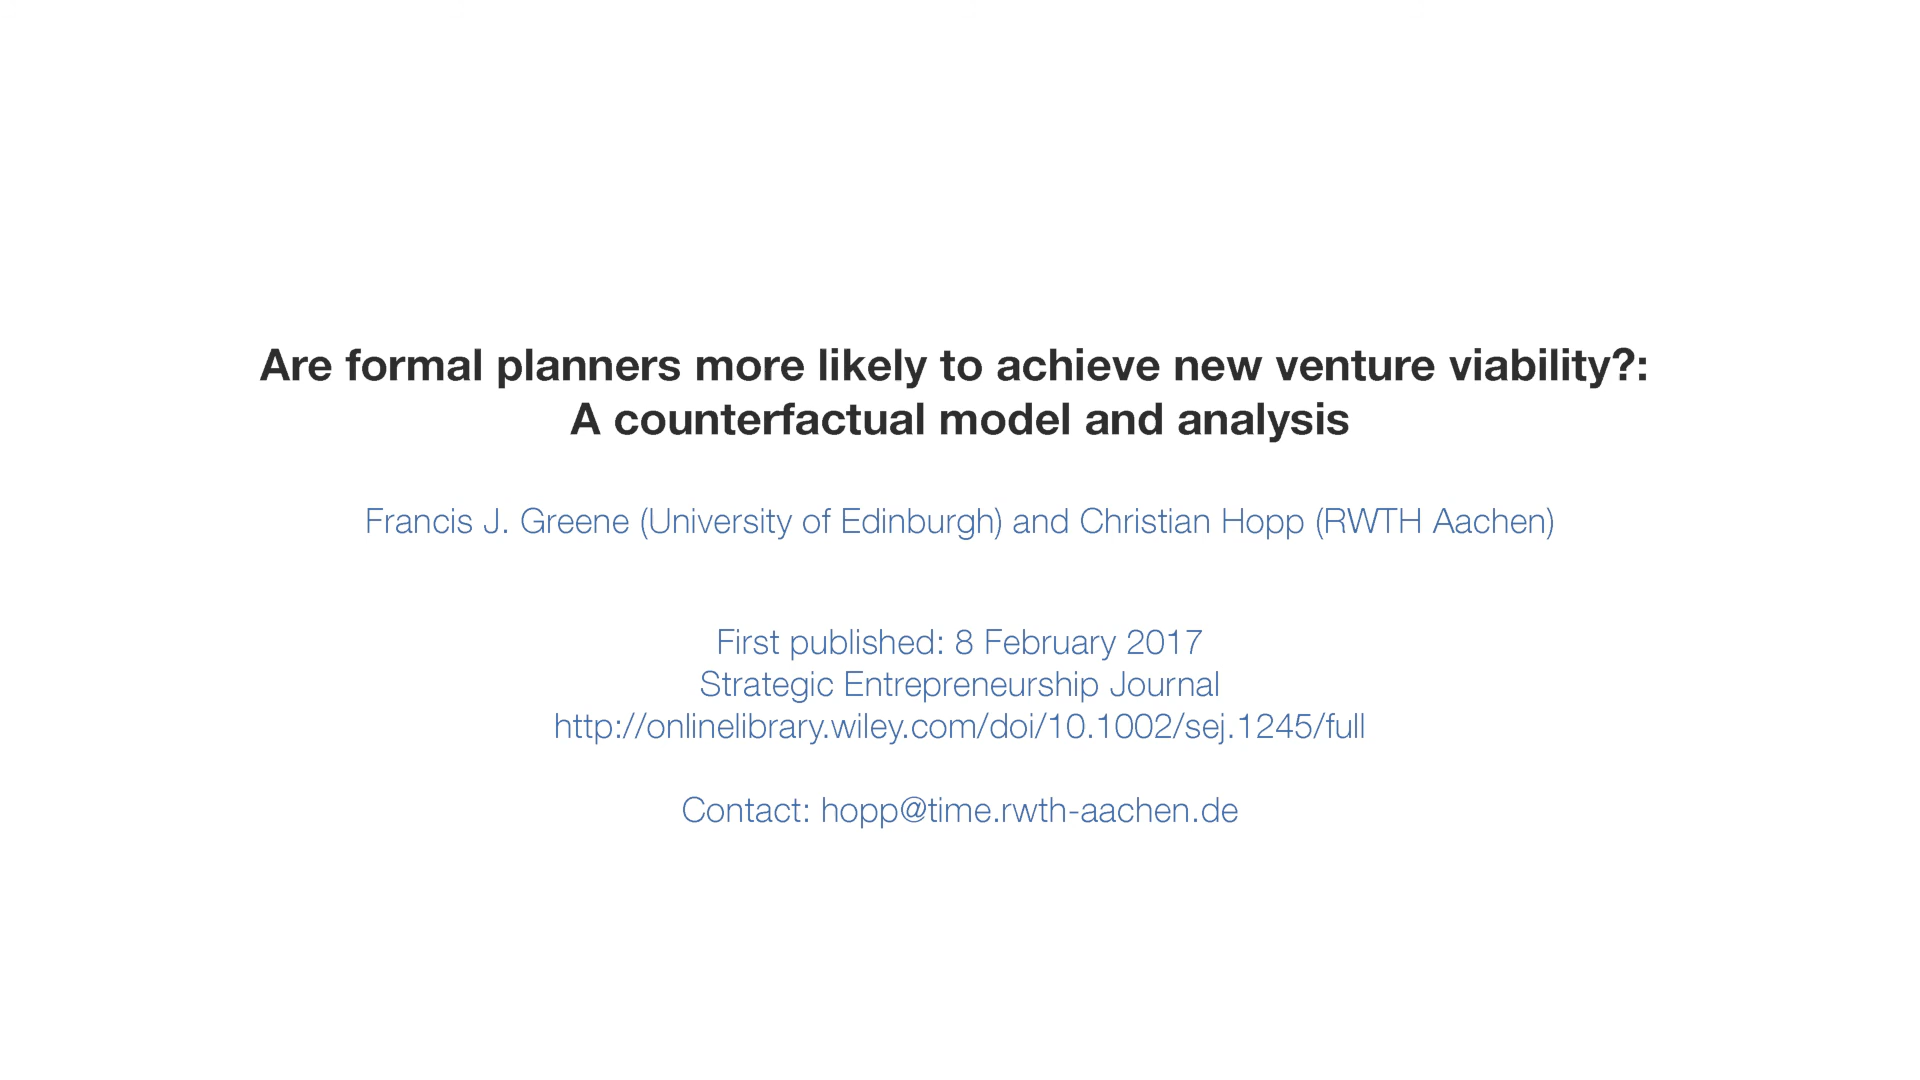 Are formal planners more likely to achieve new venture viability?:
A counterfactual model and analysis
Francis J. Greene (University of Edinburgh) and Christian Hopp (RWTH Aachen)
First published: 8 February 2017
Strategic Entrepreneurship Journal
http://onlinelibrary.wiley.com/doi/10.1002/sej.1245/full
Contact: hopp@time.rwth-aachen.de